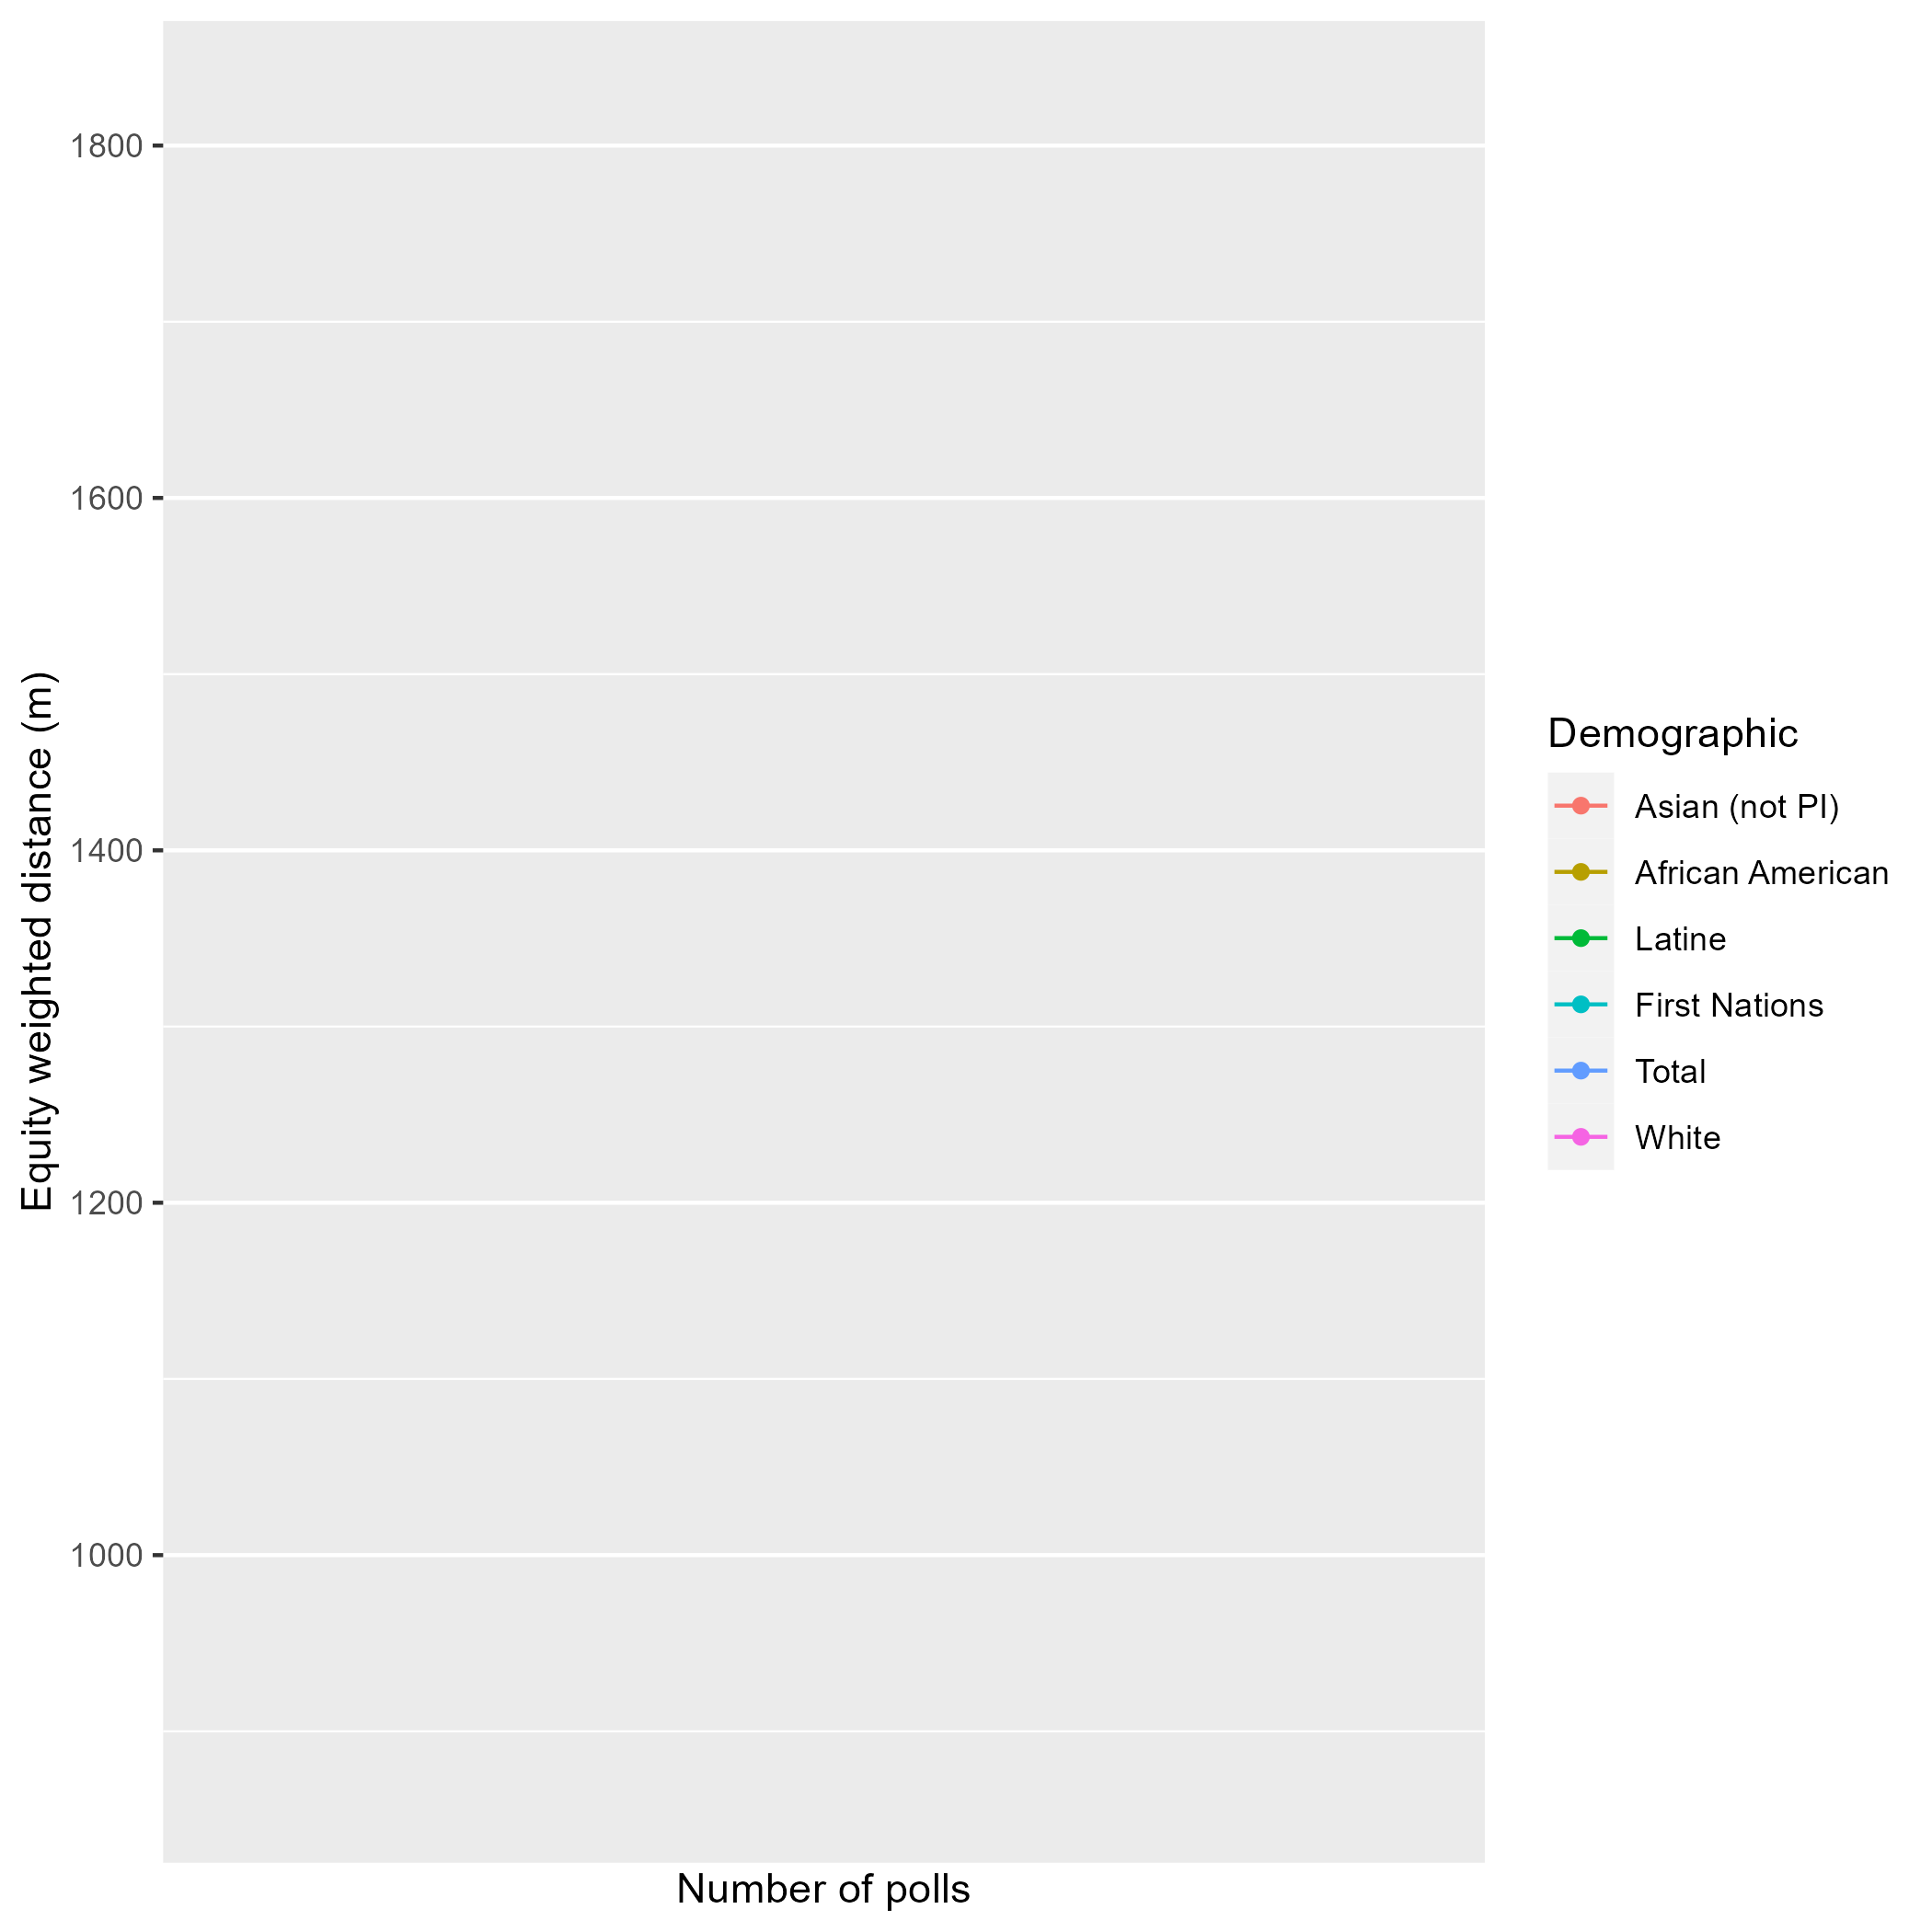 1800
1600
1400
1200
1000
Equity weighted distance (m)
Number of polls
Demographic
Asian (not PI)
African American
Latine
First Nations
Total
White